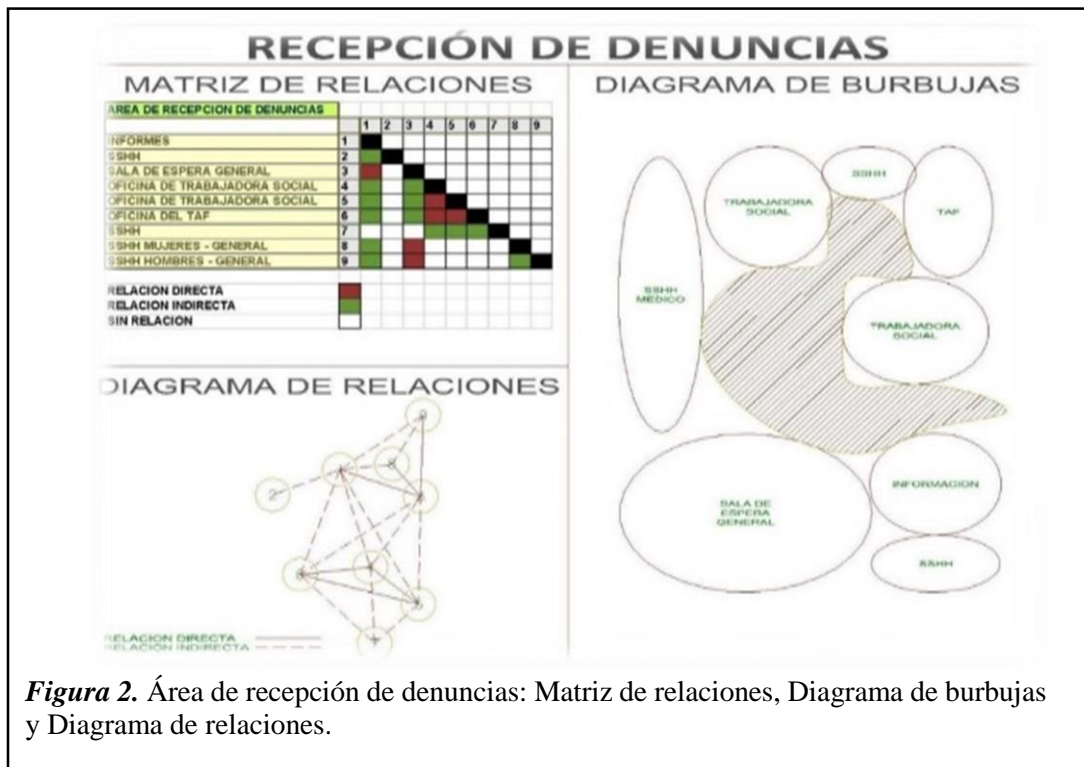 RECEPCIÓN DE DENUNCIAS
MATRIZ DE RELACIONES
AREA DE RECEPCION DE DENUNCIAS
1 2 3 4 5 6 7 8 9
INFORMES 1
SSHH 2
SALA DE ESPERA GENERAL 3
OFICINA DE TRABAJADORA SOCIAL 4
OFICINA DE TRABAJADORA SOCIAL 5
OFICINA DEL TAF 6
SSHH 7
SSHH MUJERES - GENERAL 8
SSHH HOMBRES - GENERAL 9
RELACION DIRECTA
RELACION INDIRECTA
SIN RELACION
DIAGRAMA DE RELACIONES
2
RELACION DIRECTA
RELACION INDIRECTA
DIAGRAMA DE BURBUJAS
SSHH
TRABAJADORA
SOCIAL
TAF
SSHH
MEDICO
TRABAJADORA
SOCIAL
INFORMACION
SALA DE
ESPERA
GENERAL
SSHH
Figura 2. Área de recepción de denuncias: Matriz de relaciones, Diagrama de burbujas
y Diagrama de relaciones.